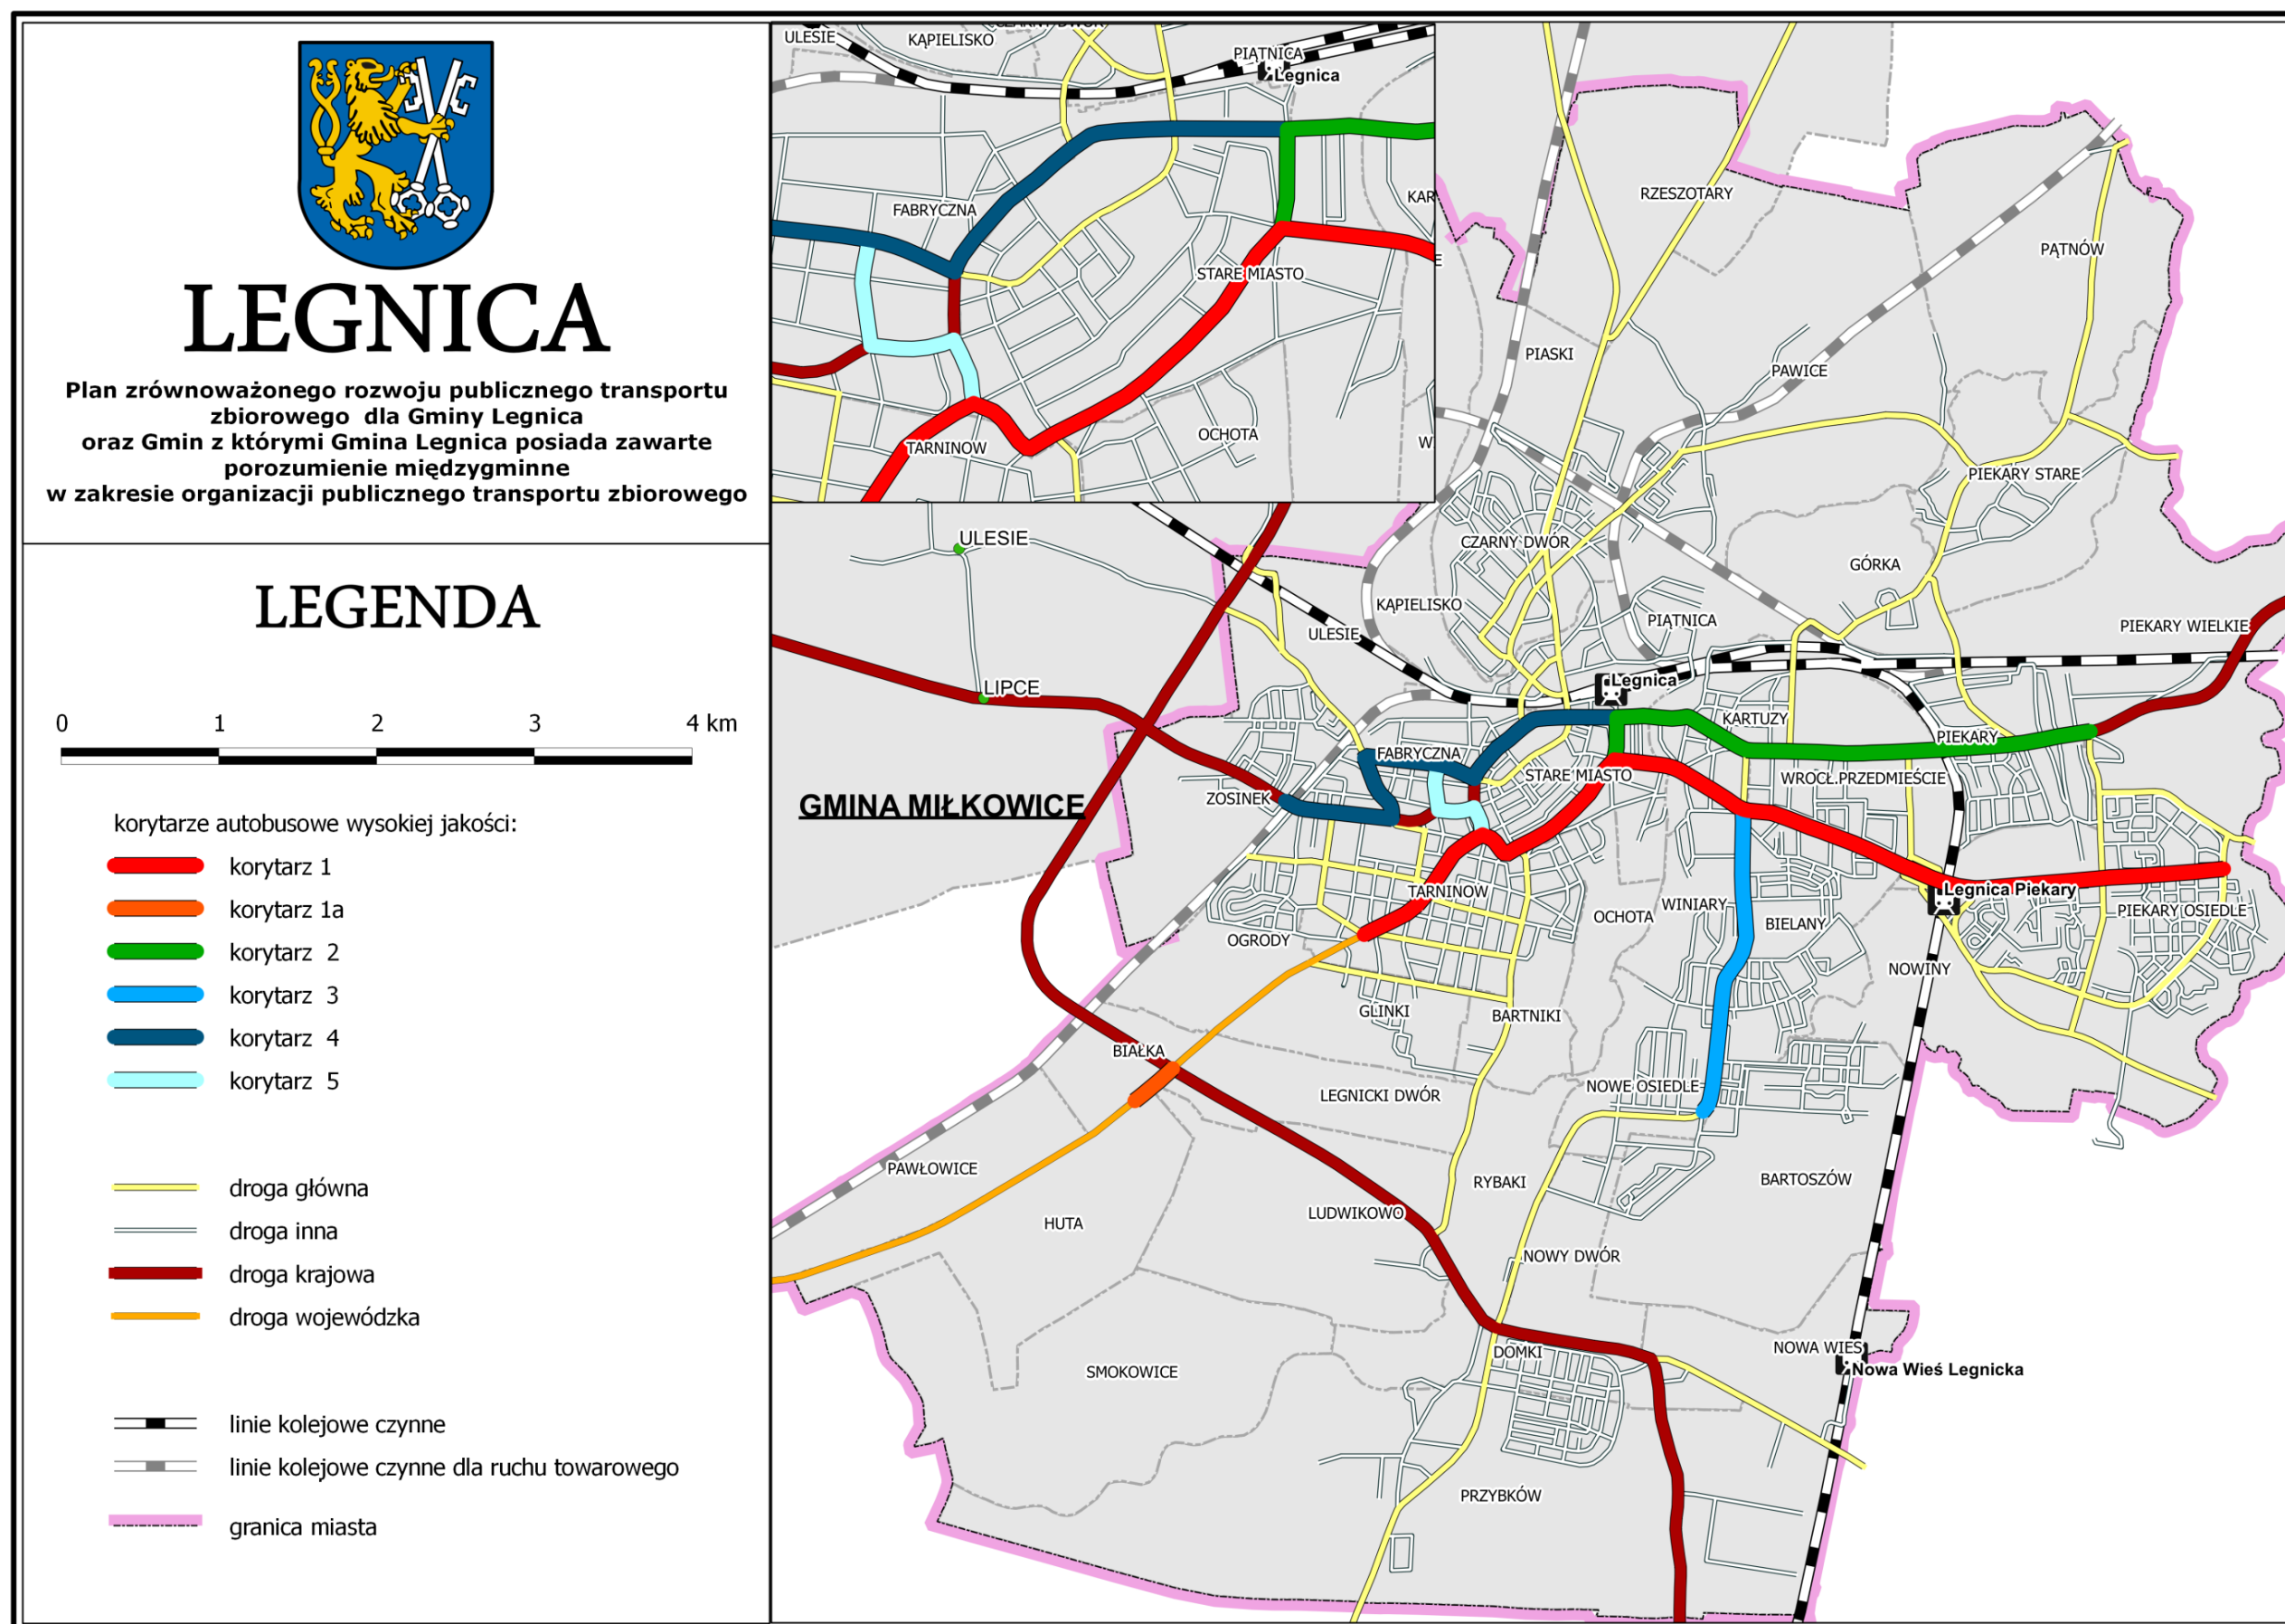 LEGNICA
Plan zrównoważonego rozwoju publicznego transportu
zbiorowego dla Gminy Legnica
oraz Gmin z którymi Gmina Legnica posiada zawarte
porozumienie międzygminne
w zakresie organizacji publicznego transportu zbiorowego
LEGENDA
0 1 2 3 4 km
korytarze autobusowe wysokiej jakości:
korytarz 1
korytarz 1a
korytarz 2
korytarz 3
korytarz 4
korytarz 5
droga główna
droga inna
droga krajowa
droga wojewódzka
linie kolejowe czynne
linie kolejowe czynne dla ruchu towarowego
granica miasta
ULESIE
KĄPIELISKO
PIĄTNICA
Legnica
FABRYCZNA
KAR
STARE MIASTO
E
TARNINOW
OCHOTA
W
RZESZOTARY
PĄTNÓW
PIASKI
PAWICE
PIEKARY STARE
CZARNY DWÓR
GÓRKA
ULESIE
KĄPIELISKO
PIĄTNICA
ULESIE
PIEKARY WIELKIE
LIPCE
Legnica
KARTUZY
PIEKARY
FABRYCZNA
STARE MIASTO
WROCŁ.PRZEDMIEŚCIE
ZOSINEK
GMINA MIŁKOWICE
TARNINOW
Legnica Piekary
WINIARY
OCHOTA
BIELANY
PIEKARY OSIEDLE
OGRODY
NOWINY
GLINKI
BARTNIKI
BIAŁKA
LEGNICKI DWÓR
NOWE OSIEDLE
PAWŁOWICE
RYBAKI
BARTOSZÓW
HUTA
LUDWIKOWO
NOWY DWÓR
DOMKI
NOWA WIES
Nowa Wieś Legnicka
SMOKOWICE
PRZYBKÓW